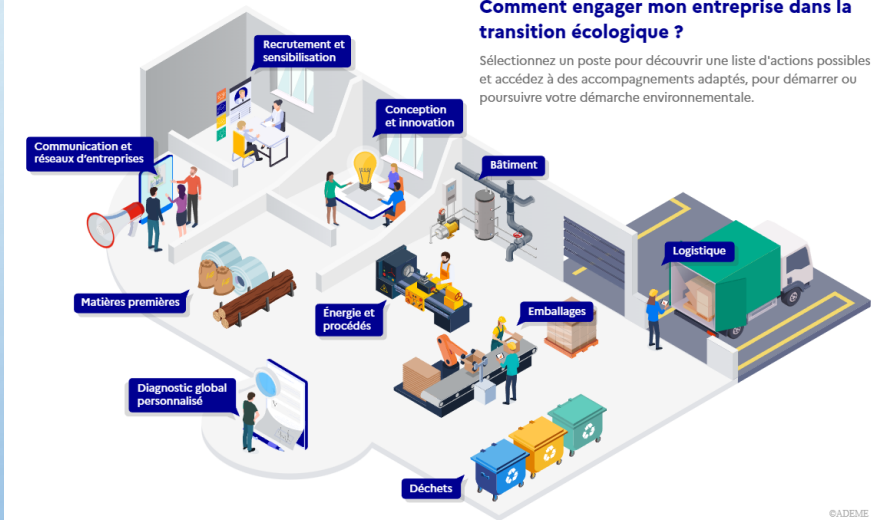 Comment engager mon entreprise dans la
transition écologique ?
Sélectionnez un poste pour découvrir une liste d'actions possibles
et accédez à des accompagnements adaptés, pour démarrer ou
poursuivre votre démarche environnementale.
Recrutement et
sensibilisation
Conception
et innovation
Communication et
réseaux d'entreprises
Bâtiment
Logistique
Matières premières
Énergie et
procédés
Emballages
Diagnostic global
personnalisé
Déchets
©ADEME